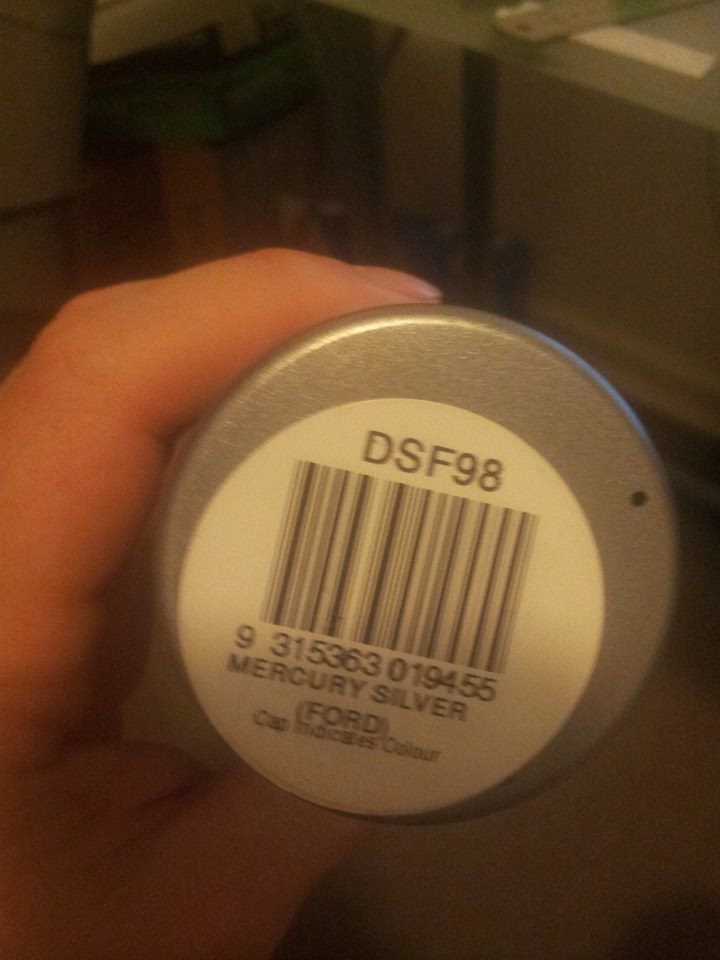 DSF98
9 315363 019455
MERCURY SILVER
(FORD)
Cap Indicates Colour